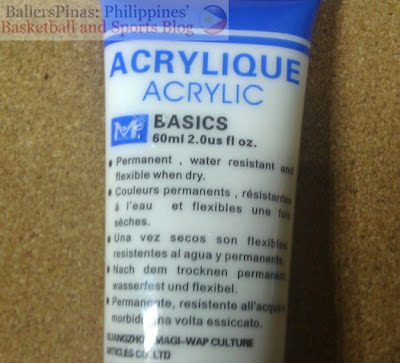 BallersPinas: Philippines'
Basketball and Sports Blog
ACRYLIQUE
ACRYLIC
BASICS
60ml 2.0us fl oz.
• Permanent , water resistant and
flexible when dry.
• Couleurs permanents , résistantes
à l'eau et flexibles une fois
sèches.
• Una vez secos son flexibles,
resistentes al agua y permanents.
• Nach dem trocknen permanent,
wasserfest und flexibel.
• Permanente, resistente all'acqua e
morbido una volta essiccato.
GUANGZHOU MAGI-WAP CULTURE
ARTICLES CO.,LTD